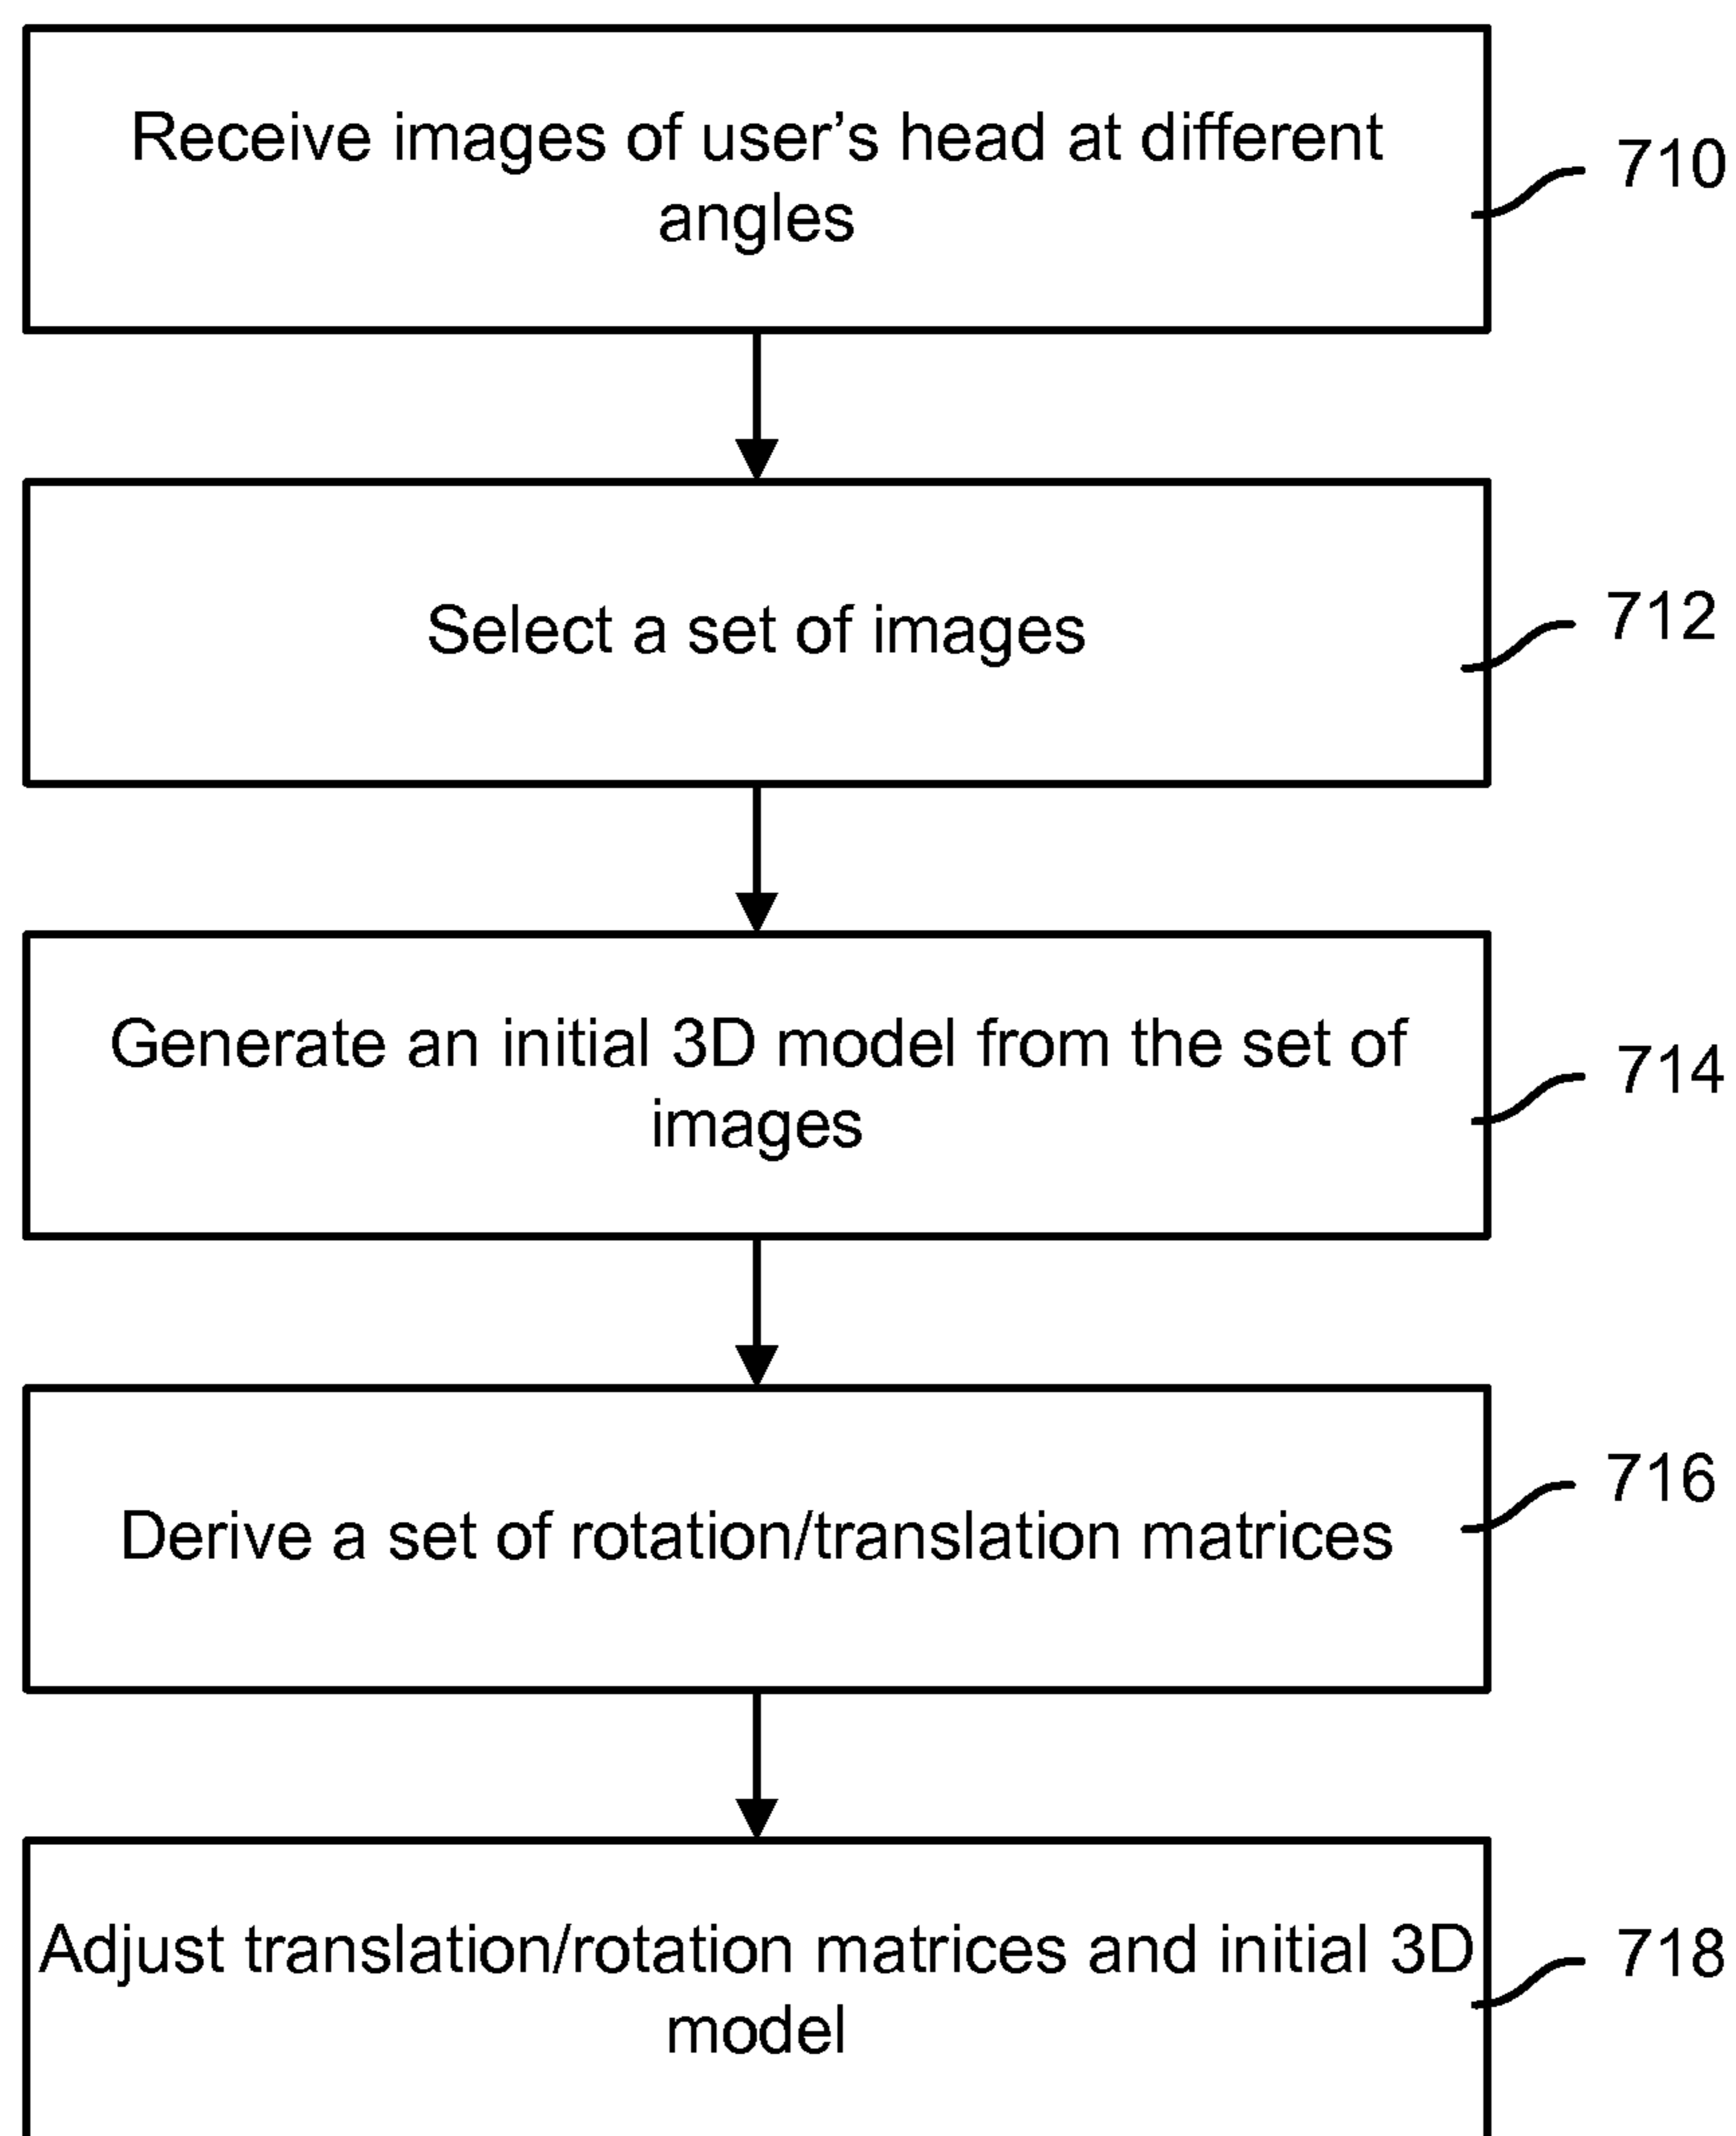 Receive images of user's head at different
angles
710
Select a set of images
712
Generate an initial 3D model from the set of
images
714
Derive a set of rotation/translation matrices
716
Adjust translation/rotation matrices and initial 3D
model
718